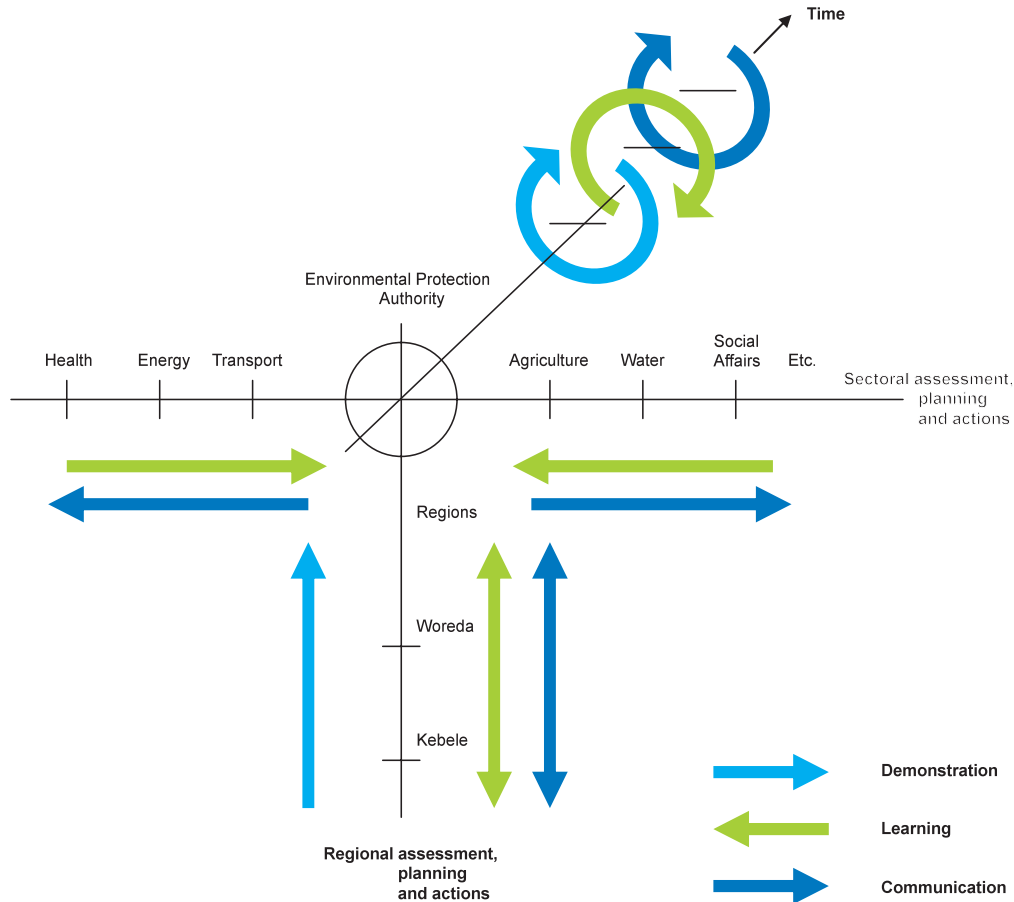 Time
Environmental Protection
Authority
Health
Energy
Transport
Agriculture
Water
Social
Affairs
Etc.
Sectoral assessment,
planning
and actions
Regions
Woreda
Kebele
Regional assessment,
planning
and actions
Demonstration
Learning
Communication